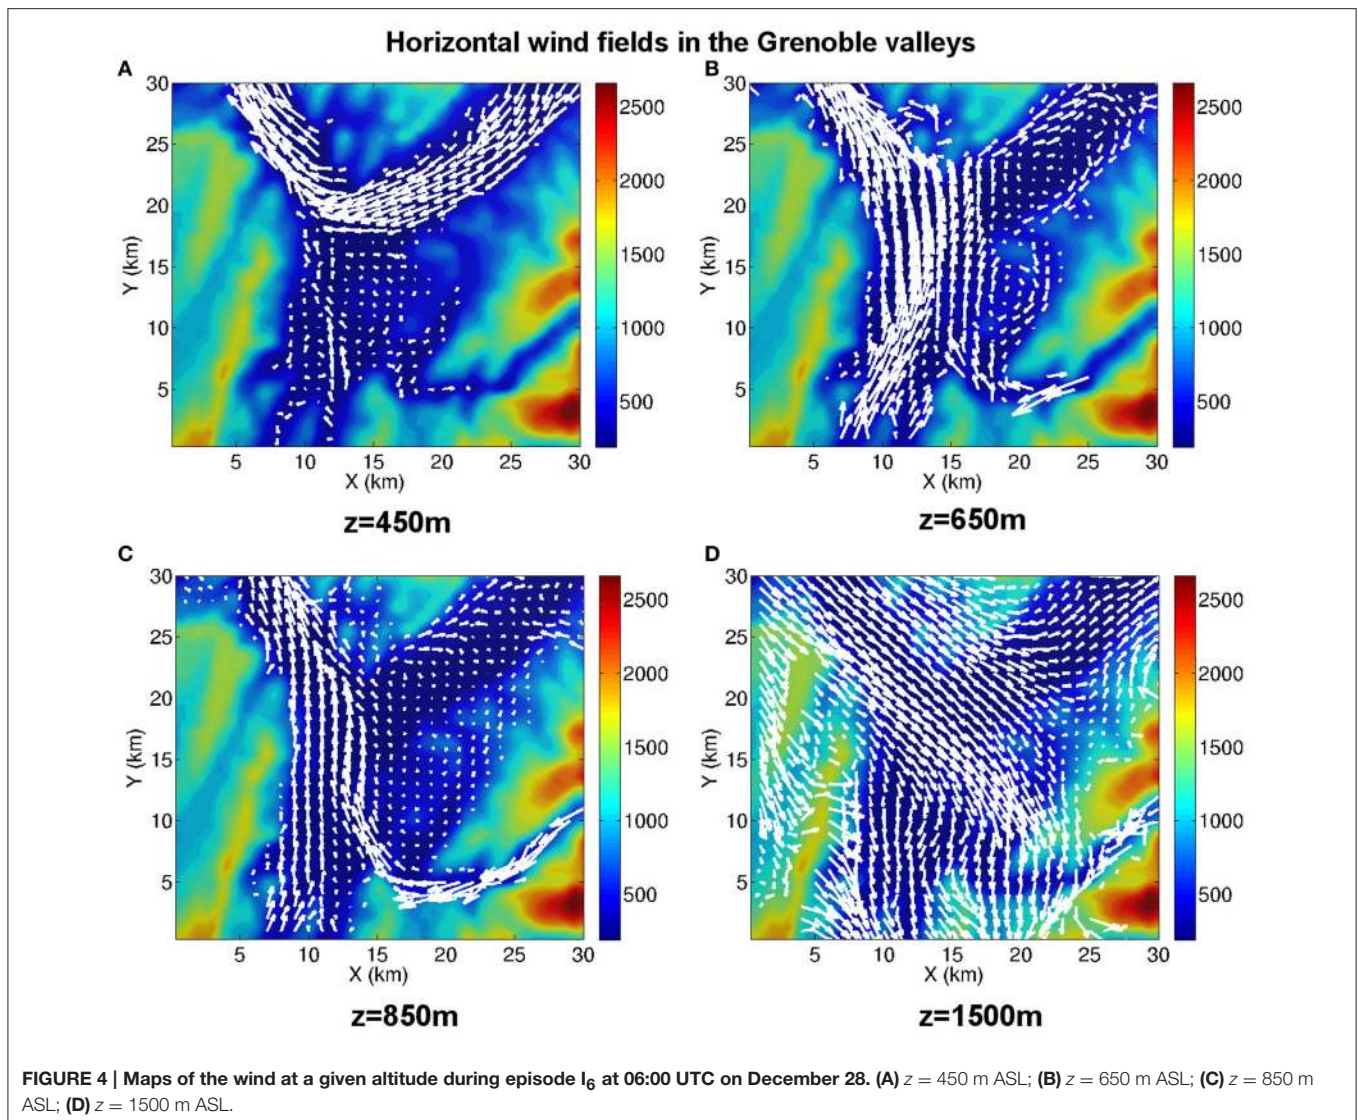 Horizontal wind fields in the Grenoble valleys
A
30
25
20
15
10
5
Y (km)
5 10 15 20 25 30
X (km)
2500
2000
1500
1000
500
z=450m
B
30
25
20
15
10
5
Y (km)
5 10 15 20 25 30
X (km)
2500
2000
1500
1000
500
z=650m
C
30
25
20
15
10
5
Y (km)
5 10 15 20 25 30
X (km)
2500
2000
1500
1000
500
z=850m
D
30
25
20
15
10
5
Y (km)
5 10 15 20 25 30
X (km)
2500
2000
1500
1000
500
z=1500m
FIGURE 4 | Maps of the wind at a given altitude during episode I6 at 06:00 UTC on December 28. (A) z = 450 m ASL; (B) z = 650 m ASL; (C) z = 850 m
ASL; (D) z = 1500 m ASL.